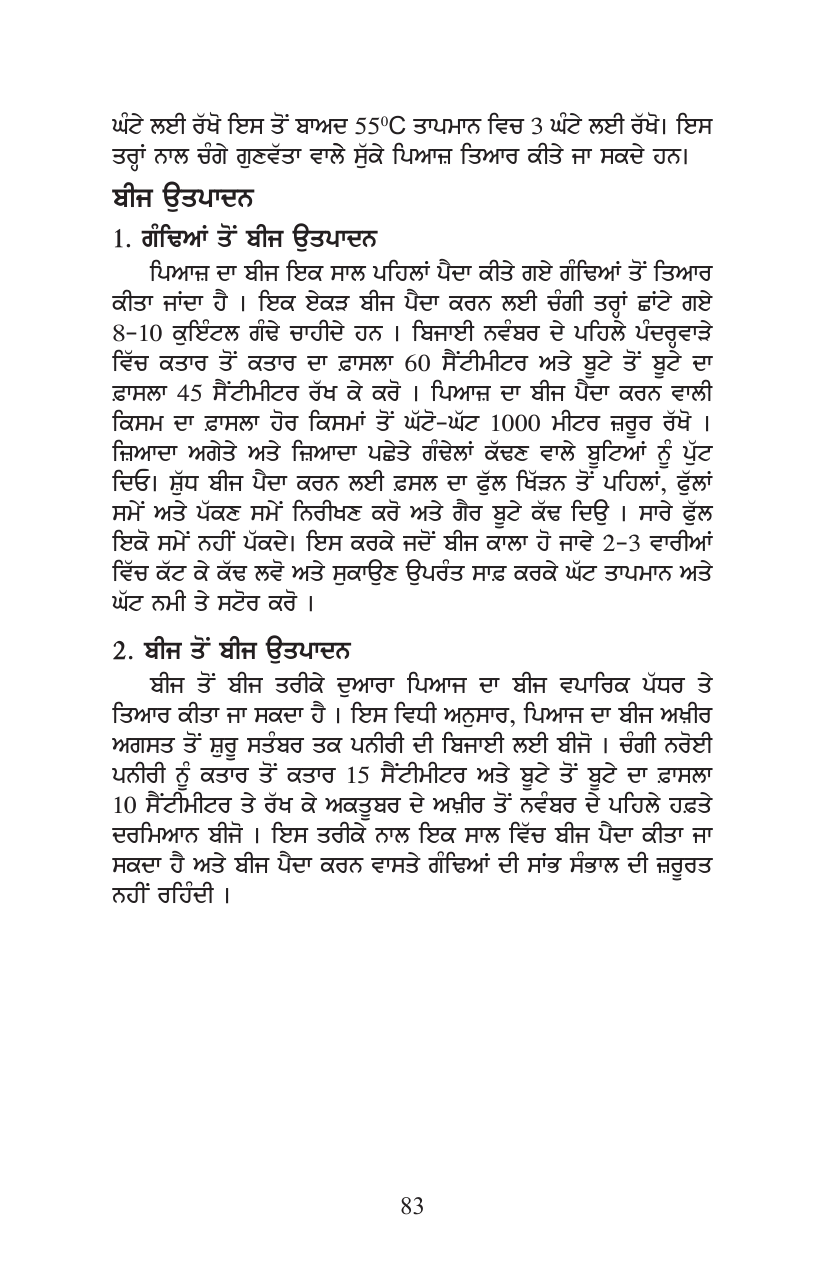 ਘੰਟੇ ਲਈ ਰੱਖੋ ਇਸ ਤੋਂ ਬਾਅਦ 55⁰C ਤਾਪਮਾਨ ਵਿਚ 3 ਘੰਟੇ ਲਈ ਰੱਖੋ। ਇਸ
ਤਰ੍ਹਾਂ ਨਾਲ ਚੰਗੇ ਗੁਣਵੱਤਾ ਵਾਲੇ ਸੁੱਕੇ ਪਿਆਜ਼ ਤਿਆਰ ਕੀਤੇ ਜਾ ਸਕਦੇ ਹਨ।
ਬੀਜ ਉਤਪਾਦਨ
1. ਗੰਢਿਆਂ ਤੋਂ ਬੀਜ ਉਤਪਾਦਨ
ਪਿਆਜ਼ ਦਾ ਬੀਜ ਇਕ ਸਾਲ ਪਹਿਲਾਂ ਪੈਦਾ ਕੀਤੇ ਗਏ ਗੰਢਿਆਂ ਤੋਂ ਤਿਆਰ
ਕੀਤਾ ਜਾਂਦਾ ਹੈ । ਇਕ ਏਕੜ ਬੀਜ ਪੈਦਾ ਕਰਨ ਲਈ ਚੰਗੀ ਤਰ੍ਹਾਂ ਛਾਂਟੇ ਗਏ
8-10 ਕੁਇੰਟਲ ਗੰਢੇ ਚਾਹੀਦੇ ਹਨ । ਬਿਜਾਈ ਨਵੰਬਰ ਦੇ ਪਹਿਲੇ ਪੰਦਰ੍ਹਵਾੜੇ
ਵਿੱਚ ਕਤਾਰ ਤੋਂ ਕਤਾਰ ਦਾ ਫ਼ਾਸਲਾ 60 ਸੈਂਟੀਮੀਟਰ ਅਤੇ ਬੂਟੇ ਤੋਂ ਬੂਟੇ ਦਾ
ਫ਼ਾਸਲਾ 45 ਸੈਂਟੀਮੀਟਰ ਰੱਖ ਕੇ ਕਰੋ । ਪਿਆਜ਼ ਦਾ ਬੀਜ ਪੈਦਾ ਕਰਨ ਵਾਲੀ
ਕਿਸਮ ਦਾ ਫ਼ਾਸਲਾ ਹੋਰ ਕਿਸਮਾਂ ਤੋਂ ਘੱਟੋ-ਘੱਟ 1000 ਮੀਟਰ ਜ਼ਰੂਰ ਰੱਖੋ ।
ਜ਼ਿਆਦਾ ਅਗੇਤੇ ਅਤੇ ਜ਼ਿਆਦਾ ਪਛੇਤੇ ਗੰਢੇਲਾਂ ਕੱਢਣ ਵਾਲੇ ਬੂਟਿਆਂ ਨੂੰ ਪੁੱਟ
ਦਿਓ। ਸ਼ੁੱਧ ਬੀਜ ਪੈਦਾ ਕਰਨ ਲਈ ਫ਼ਸਲ ਦਾ ਫੁੱਲ ਖਿੱੜਨ ਤੋਂ ਪਹਿਲਾਂ, ਫੁੱਲਾਂ
ਸਮੇਂ ਅਤੇ ਪੱਕਣ ਸਮੇਂ ਨਿਰੀਖਣ ਕਰੋ ਅਤੇ ਗੈਰ ਬੂਟੇ ਕੱਢ ਦਿਉ । ਸਾਰੇ ਫੁੱਲ
ਇਕੋ ਸਮੇਂ ਨਹੀਂ ਪੱਕਦੇ। ਇਸ ਕਰਕੇ ਜਦੋਂ ਬੀਜ ਕਾਲਾ ਹੋ ਜਾਵੇ 2-3 ਵਾਰੀਆਂ
ਵਿੱਚ ਕੱਟ ਕੇ ਕੱਢ ਲਵੋ ਅਤੇ ਸੁਕਾਉਣ ਉਪਰੰਤ ਸਾਫ਼ ਕਰਕੇ ਘੱਟ ਤਾਪਮਾਨ ਅਤੇ
ਘੱਟ ਨਮੀ ਤੇ ਸਟੋਰ ਕਰੋ ।
2. ਬੀਜ ਤੋਂ ਬੀਜ ਉਤਪਾਦਨ
ਬੀਜ ਤੋਂ ਬੀਜ ਤਰੀਕੇ ਦੁਆਰਾ ਪਿਆਜ ਦਾ ਬੀਜ ਵਪਾਰਿਕ ਪੱਧਰ ਤੇ
ਤਿਆਰ ਕੀਤਾ ਜਾ ਸਕਦਾ ਹੈ । ਇਸ ਵਿਧੀ ਅਨੁਸਾਰ, ਪਿਆਜ ਦਾ ਬੀਜ ਅਖ਼ੀਰ
ਅਗਸਤ ਤੋਂ ਸ਼ੁਰੂ ਸਤੰਬਰ ਤਕ ਪਨੀਰੀ ਦੀ ਬਿਜਾਈ ਲਈ ਬੀਜੋ । ਚੰਗੀ ਨਰੋਈ
ਪਨੀਰੀ ਨੂੰ ਕਤਾਰ ਤੋਂ ਕਤਾਰ 15 ਸੈਂਟੀਮੀਟਰ ਅਤੇ ਬੂਟੇ ਤੋਂ ਬੂਟੇ ਦਾ ਫ਼ਾਸਲਾ
10 ਸੈਂਟੀਮੀਟਰ ਤੇ ਰੱਖ ਕੇ ਅਕਤੂਬਰ ਦੇ ਅਖ਼ੀਰ ਤੋਂ ਨਵੰਬਰ ਦੇ ਪਹਿਲੇ ਹਫ਼ਤੇ
ਦਰਮਿਆਨ ਬੀਜੋ । ਇਸ ਤਰੀਕੇ ਨਾਲ ਇਕ ਸਾਲ ਵਿੱਚ ਬੀਜ ਪੈਦਾ ਕੀਤਾ ਜਾ
ਸਕਦਾ ਹੈ ਅਤੇ ਬੀਜ ਪੈਦਾ ਕਰਨ ਵਾਸਤੇ ਗੰਢਿਆਂ ਦੀ ਸਾਂਭ ਸੰਭਾਲ ਦੀ ਜ਼ਰੂਰਤ
ਨਹੀਂ ਰਹਿੰਦੀ ।
83